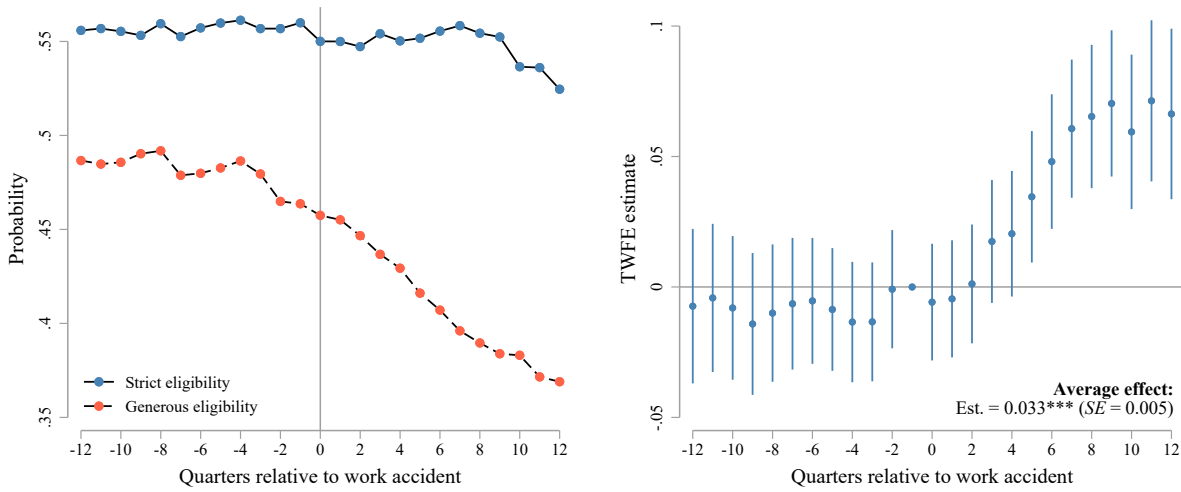 .55
.5
.45
.4
.35
Probability
Strict eligibility
Generous eligibility
-12 -10 -8 -6 -4 -2 0 2 4 6 8 10 12
Quarters relative to work accident
.1
.05
0
-.05
TWFE estimate
Average effect:
Est. = 0.033*** (SE = 0.005)
-12 -10 -8 -6 -4 -2 0 2 4 6 8 10 12
Quarters relative to work accident